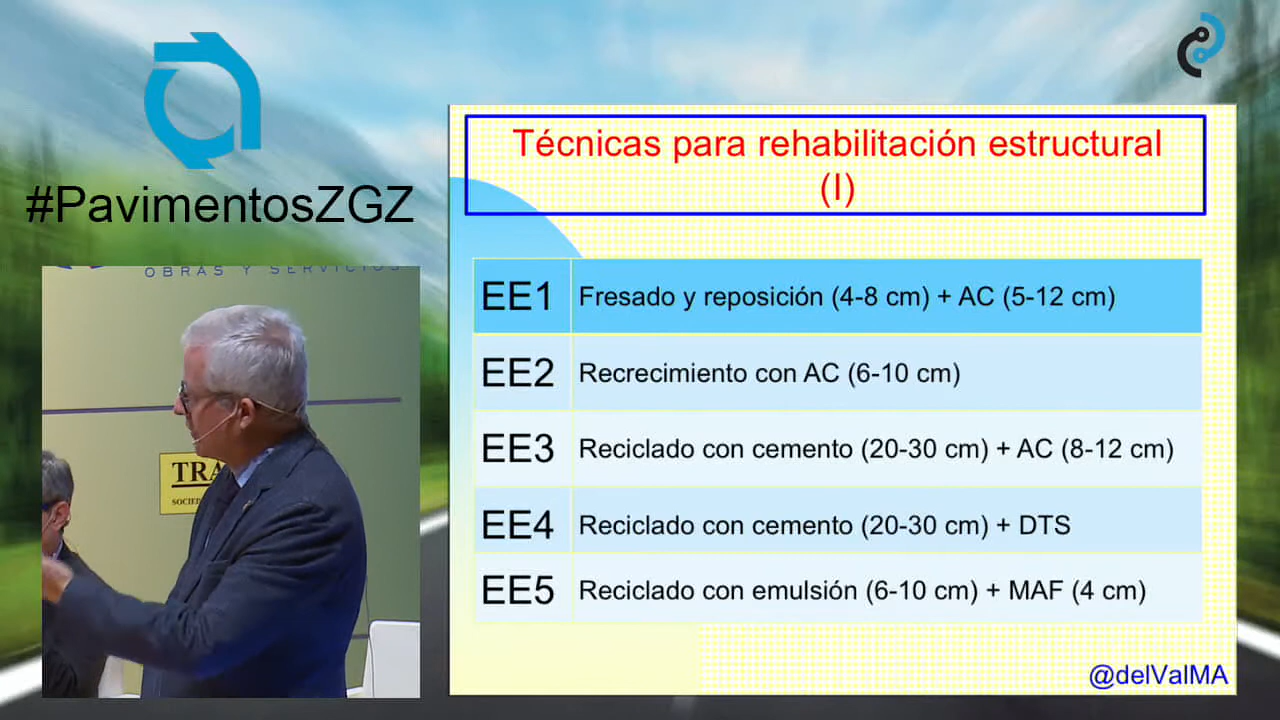 #PavimentosZGZ
OBRAS Y SERVICIOS
TRA
SOCIED
Técnicas para rehabilitación estructural
(I)
EE1 Fresado y reposición (4-8 cm) + AC (5-12 cm)
EE2 Recrecimiento con AC (6-10 cm)
EE3 Reciclado con cemento (20-30 cm) + AC (8-12 cm)
EE4 Reciclado con cemento (20-30 cm) + DTS
EE5 Reciclado con emulsión (6-10 cm) + MAF (4 cm)
@delValMA